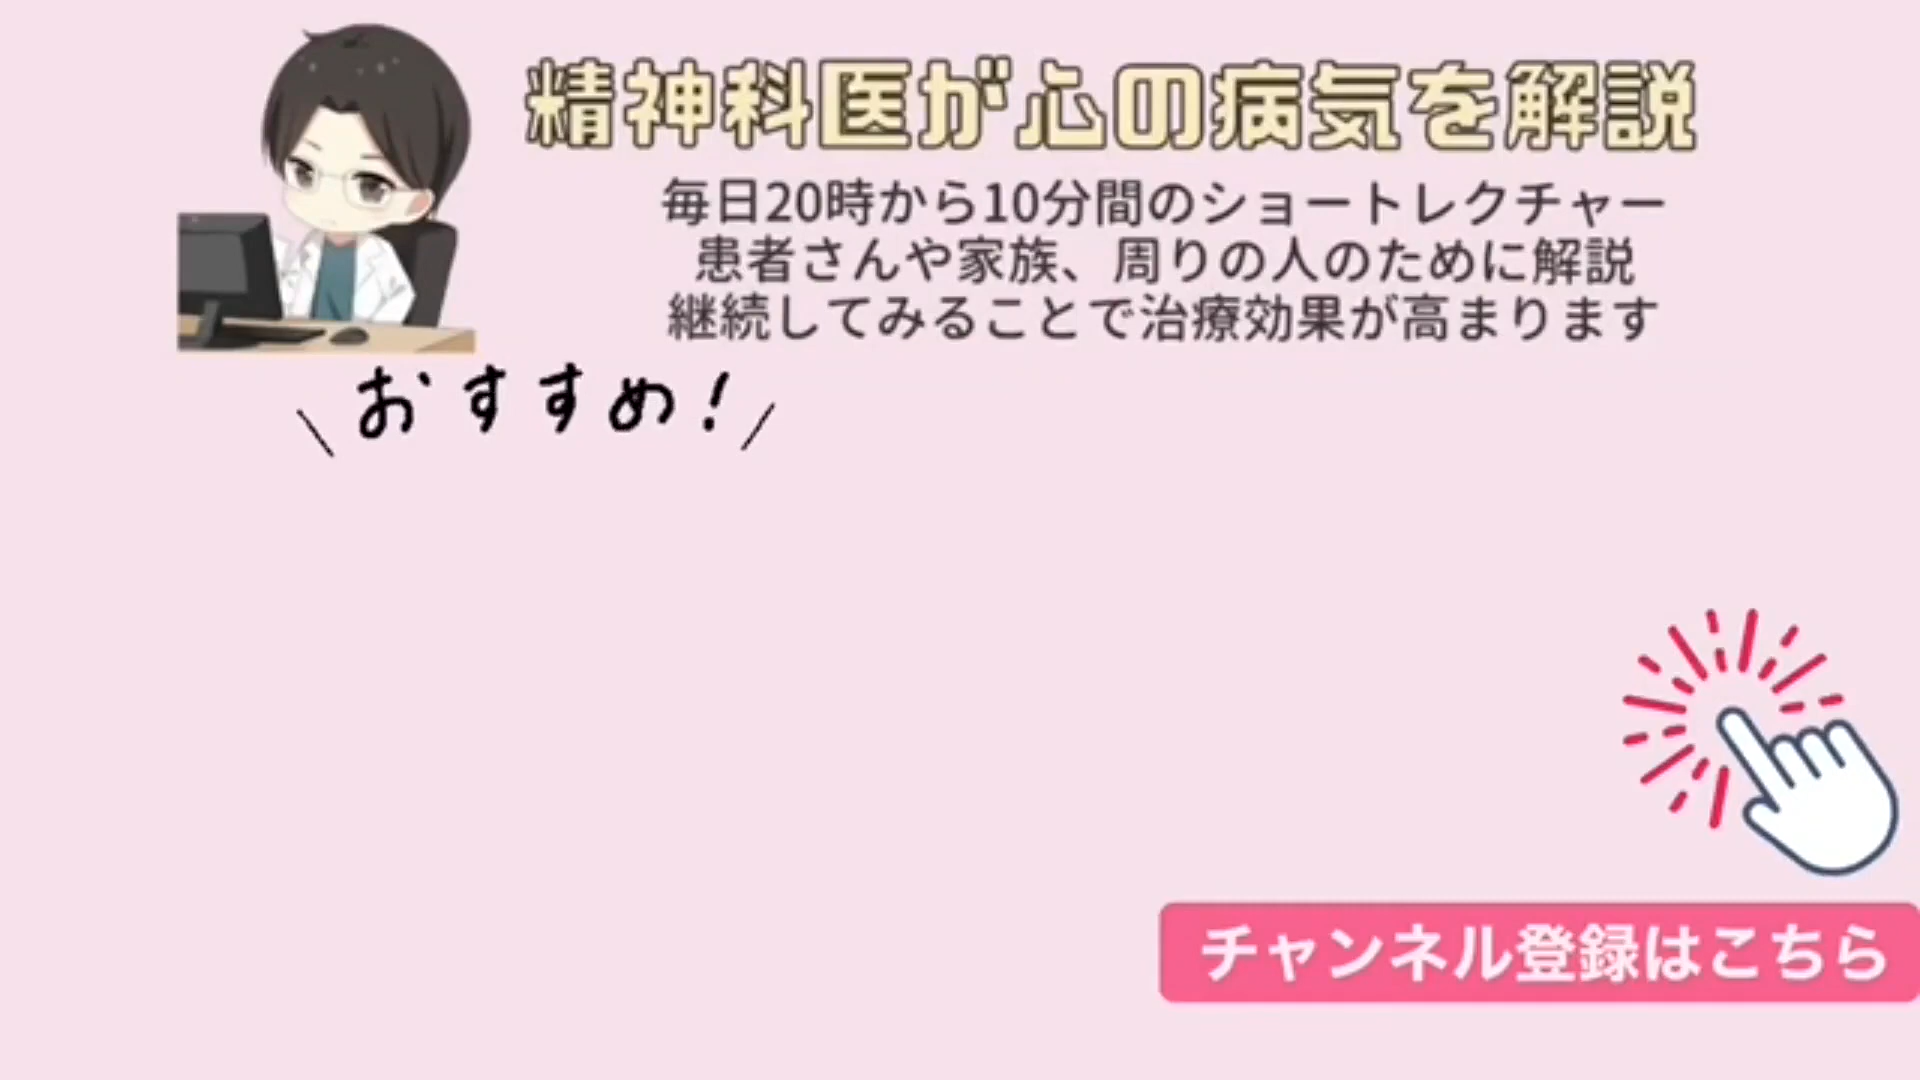 精神科医が心の病気を解説
毎日20時から10分間のショートレクチャー
患者さんや家族、周りの人のために解説
継続してみることで治療効果が高まります
おすすめ!
チャンネル登録はこちら